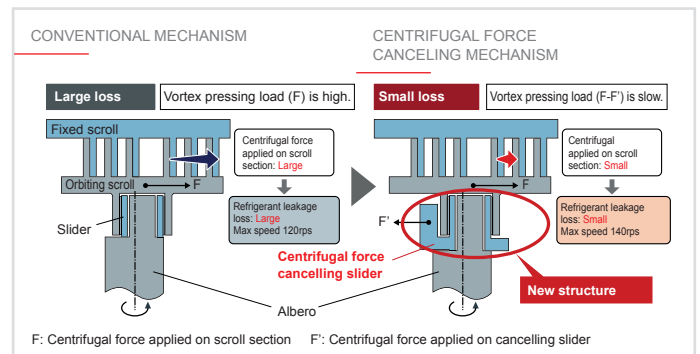 CONVENTIONAL MECHANISM
CENTRIFUGAL FORCE
CANCELING MECHANISM
Large loss
Vortex pressing load (F) is high.
Small loss
Vortex pressing load (F-F') is slow.
Fixed scroll
Centrifugal force
applied on scroll
section: Large
Centrifugal
applied on scroll
section: Small
Orbiting scroll
F
F
Slider
Refrigerant leakage
loss: Large
Max speed 120rps
F'
Refrigerant leakage
loss: Small
Max speed 140rps
Centrifugal force
cancelling slider
New structure
Albero
F: Centrifugal force applied on scroll section
F': Centrifugal force applied on cancelling slider